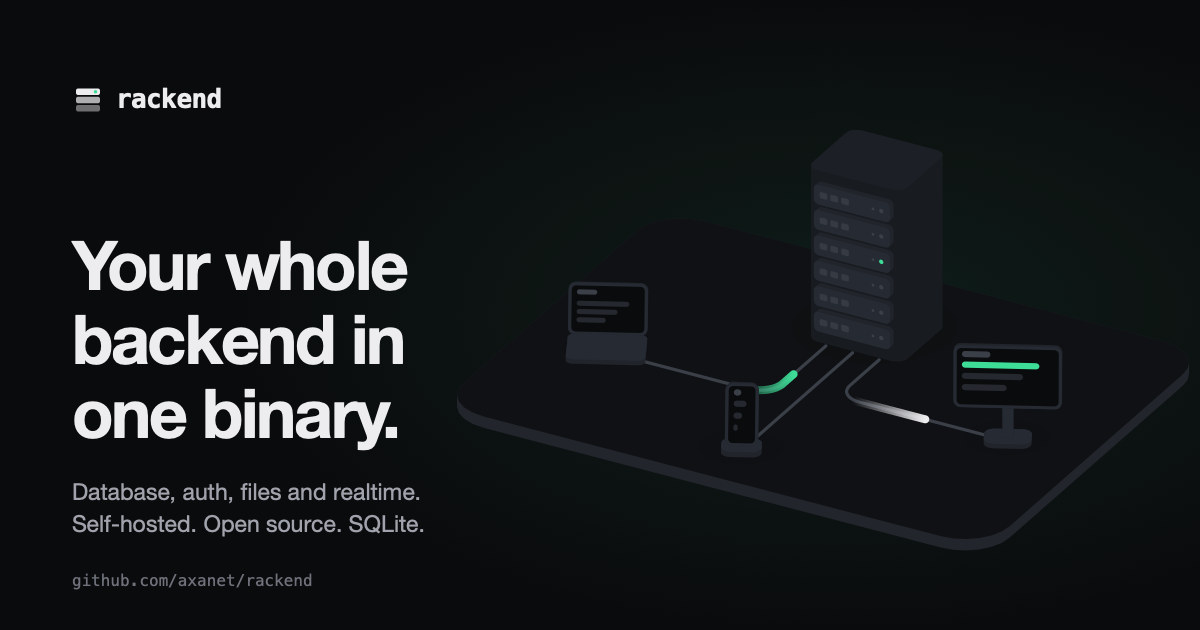 rackend
Your whole
backend in
one binary.
Database, auth, files and realtime.
Self-hosted. Open source. SQLite.
github.com/axanet/rackend